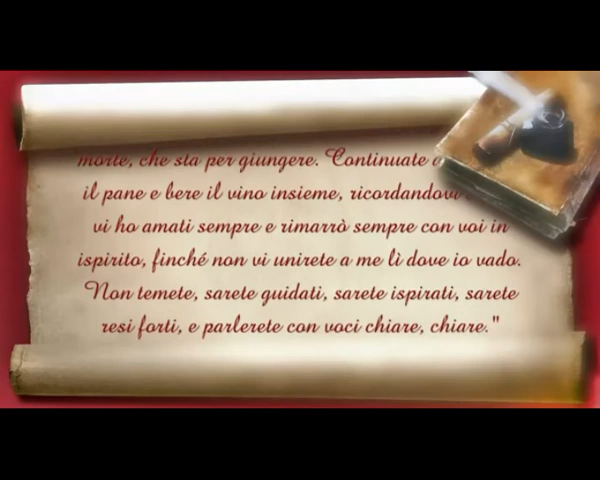 morte, che sta per giungere. Continuate
il pane e bere il vino insieme, ricordandovi
vi ho amati sempre e rimarrò sempre con voi in
ispirito, finché non vi unirete a me lì dove io vado.
Non temete, sarete guidati, sarete ispirati, sarete
resi forti, e parlerete con voci chiare, chiare."